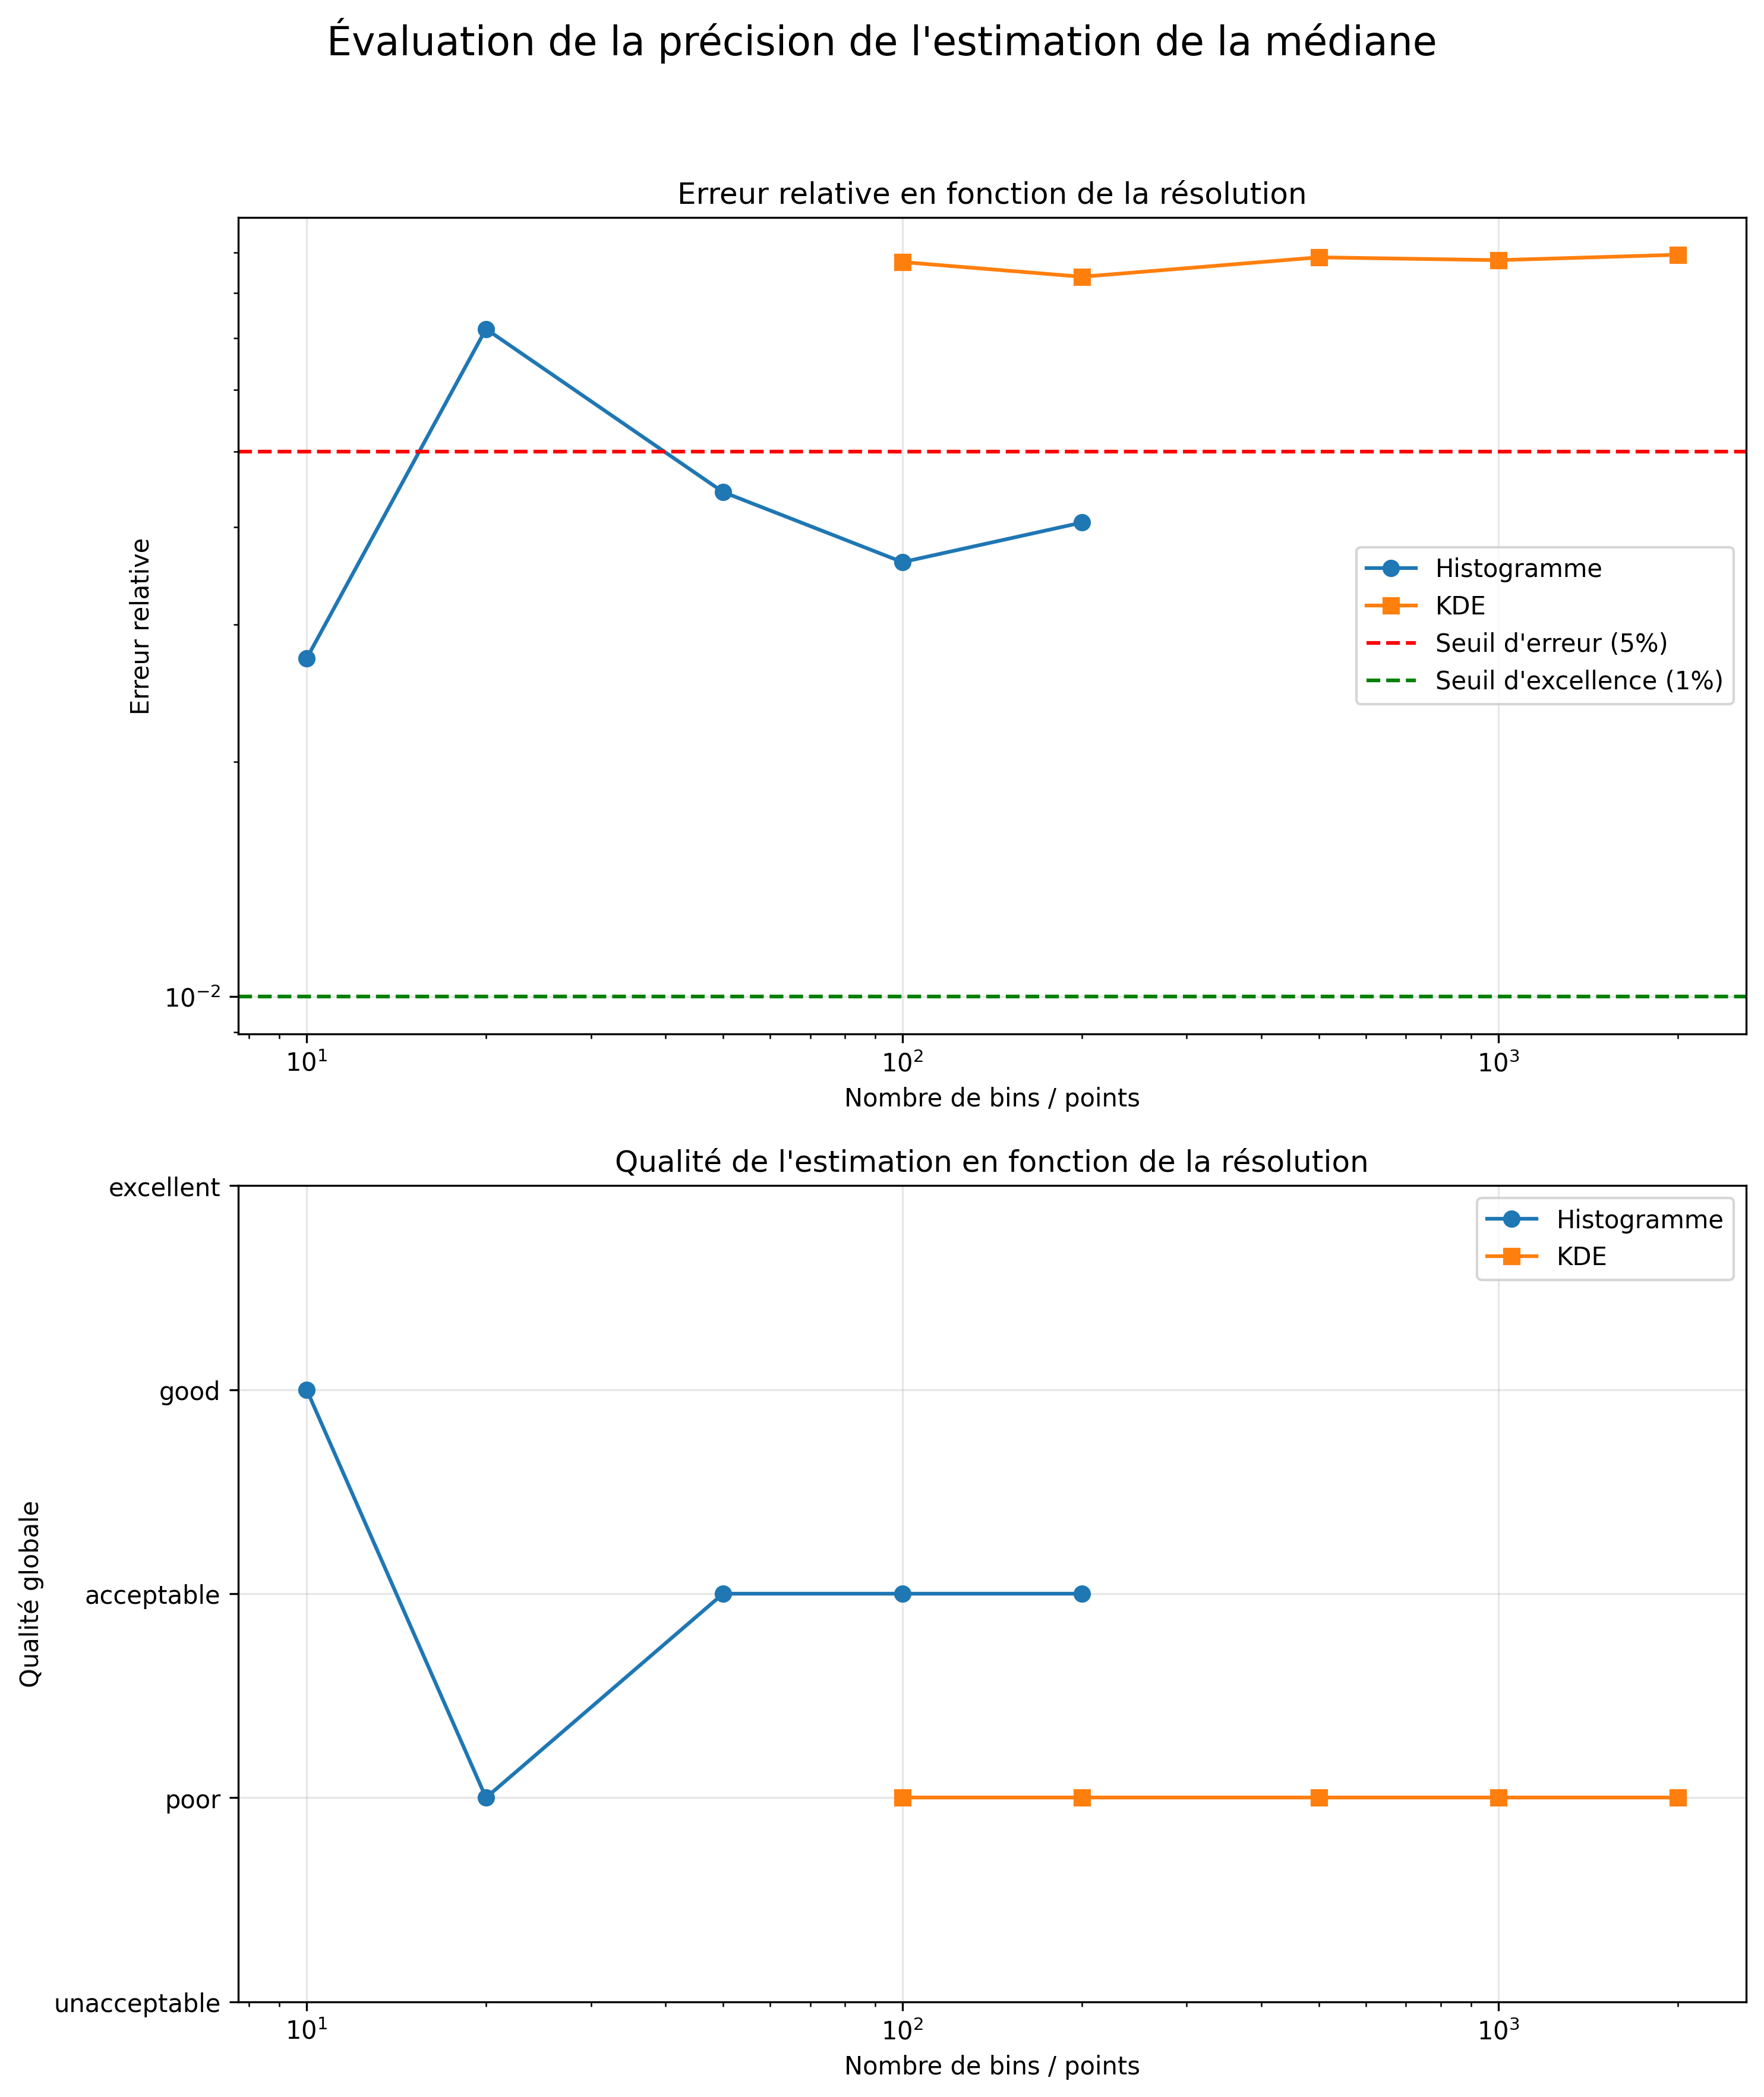 Évaluation de la précision de l'estimation de la médiane
Erreur relative en fonction de la résolution
Erreur relative
Histogramme
KDE
Seuil d'erreur (5%)
Seuil d'excellence (1%)
10⁻²
10¹
10²
10³
Nombre de bins / points
Qualité de l'estimation en fonction de la résolution
excellent
good
acceptable
poor
unacceptable
Qualité globale
Histogramme
KDE
10¹
10²
10³
Nombre de bins / points